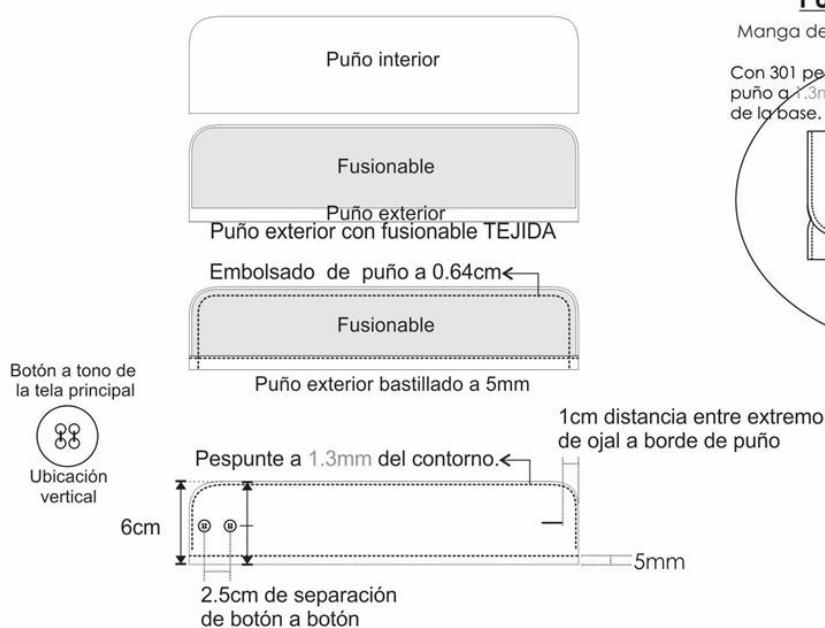 Puño interior
Fusionable
Puño exterior
Puño exterior con fusionable TEJIDA
Embolsado de puño a 0.64cm
Fusionable
Puño exterior bastillado a 5mm
Botón a tono de
la tela principal
Ubicación
vertical
1cm distancia entre extremo
de ojal a borde de puño
Pespunte a 1.3mm del contorno.
6cm
5mm
2.5cm de separación
de botón a botón
Manga de
Con 301
puño a 1.3m
de la base.